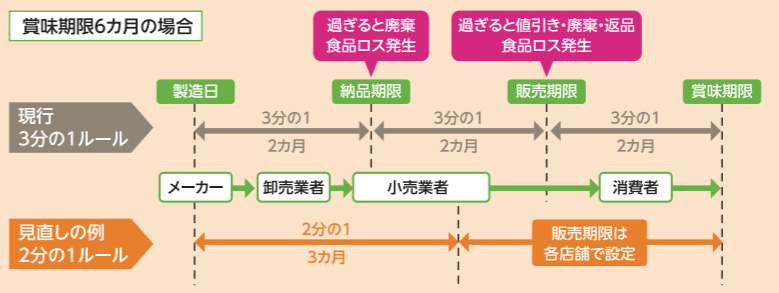 賞味期限6カ月の場合
過ぎると廃棄
食品ロス発生
過ぎると値引き・廃棄・返品
食品ロス発生
製造日
納品期限
販売期限
賞味期限
現行
3分の1ルール
3分の1
2カ月
3分の1
2カ月
3分の1
2カ月
メーカー
卸売業者
小売業者
消費者
見直しの例
2分の1ルール
2分の1
3カ月
販売期限は
各店舗で設定